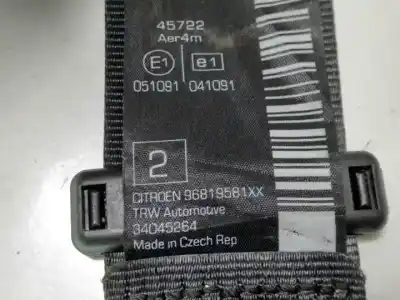 45722
Aer4m
E1 e1
051091 041091
2
CITROEN 96819581XX
TRW Automotive
34045264
Made in Czech Rep